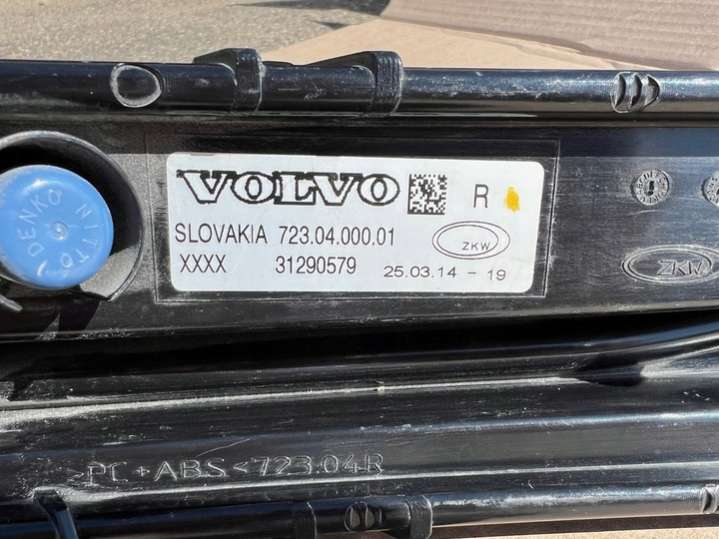 VOLVO R
SLOVAKIA 723.04.000.01 ZKW
XXXX 31290579 25.03.14 - 19
DENKO NITTO
ZKW
>PC+ABS<723.04R